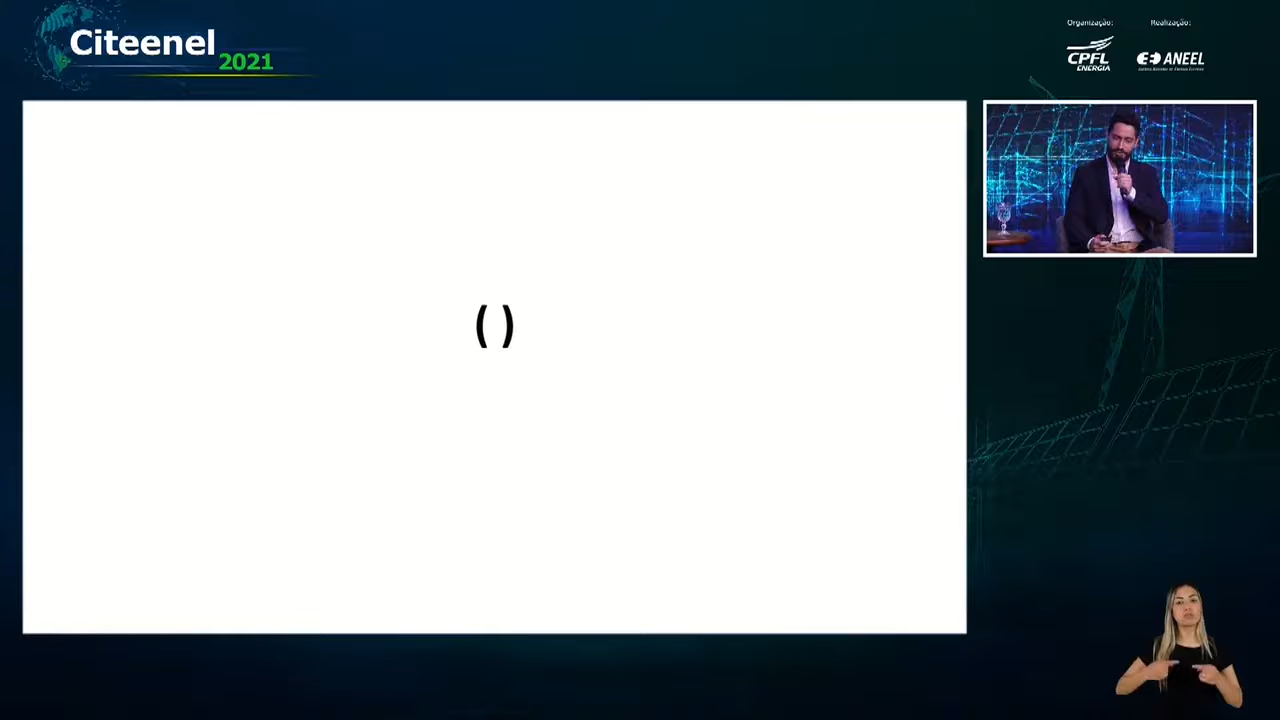 Citeenel
2021
Organização:
Realização:
CPFL
ENERGIA
ANEEL
( )